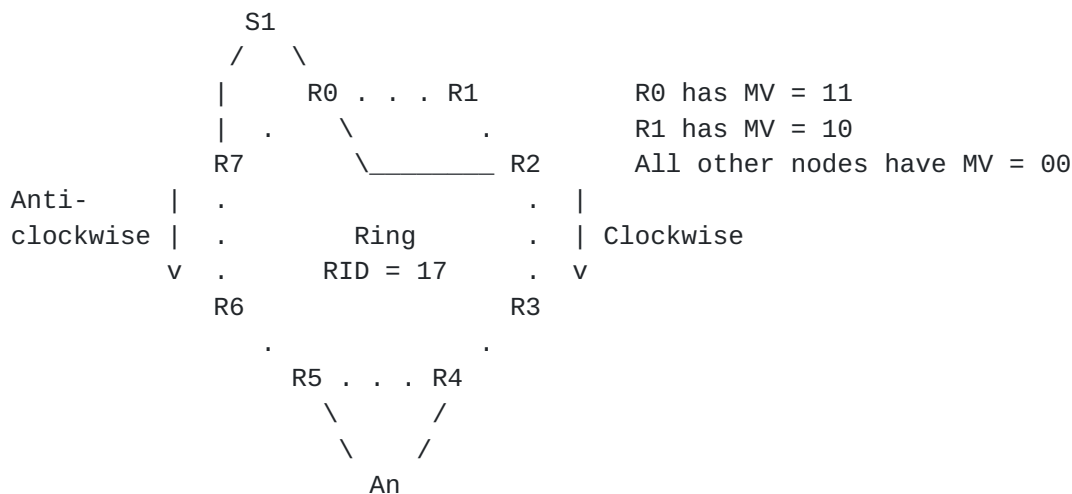 S1
/ \
| R0 . . . R1 R0 has MV = 11
| . \ . R1 has MV = 10
R7 \________ R2 All other nodes have MV = 00
Anti- | . . |
clockwise | . Ring . | Clockwise
v . RID = 17 . v
R6 R3
. .
R5 . . . R4
\ /
\ /
An